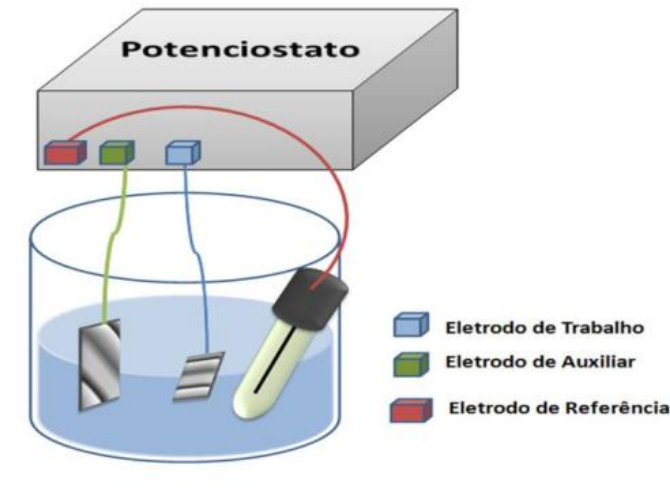 Potenciostato
Eletrodo de Trabalho
Eletrodo de Auxiliar
Eletrodo de Referência